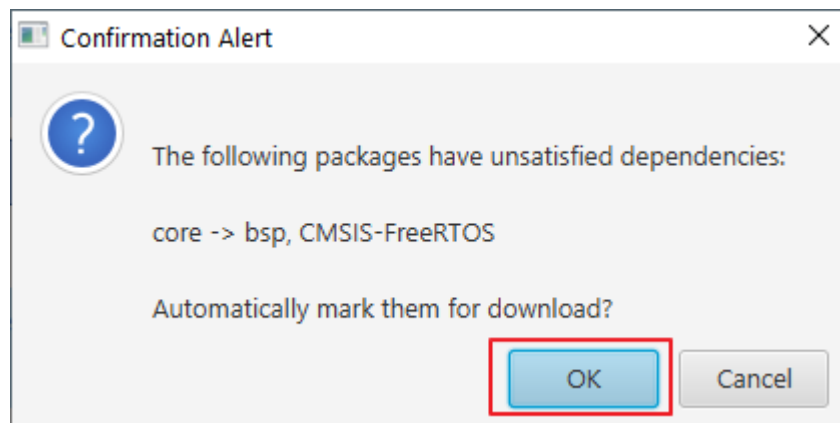 Confirmation Alert
?
The following packages have unsatisfied dependencies:
core -> bsp, CMSIS-FreeRTOS
Automatically mark them for download?
OK Cancel